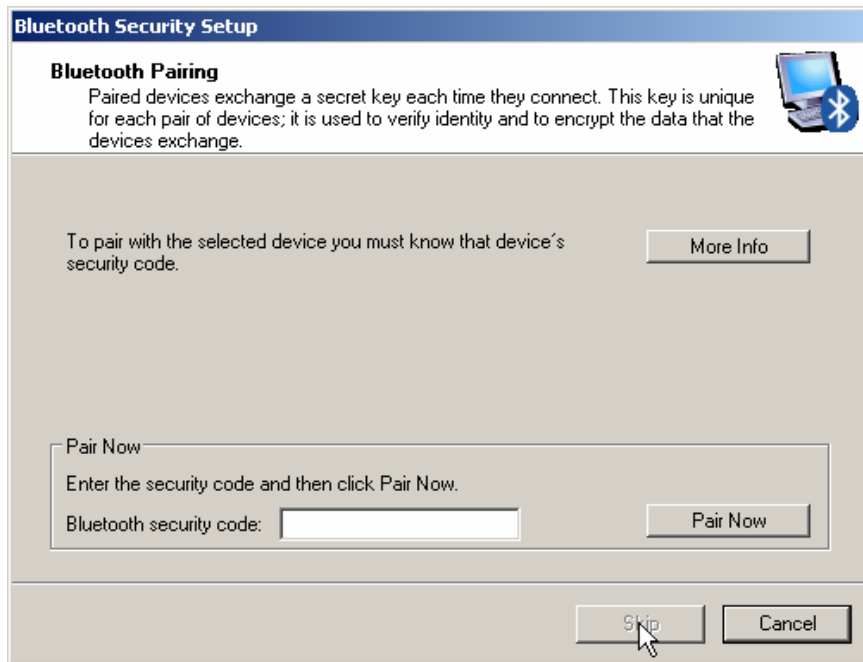 Bluetooth Security Setup
Bluetooth Pairing
Paired devices exchange a secret key each time they connect. This key is unique
for each pair of devices; it is used to verify identity and to encrypt the data that the
devices exchange.
To pair with the selected device you must know that device´s
security code.
More Info
Pair Now
Enter the security code and then click Pair Now.
Bluetooth security code:
Pair Now
Skip
Cancel